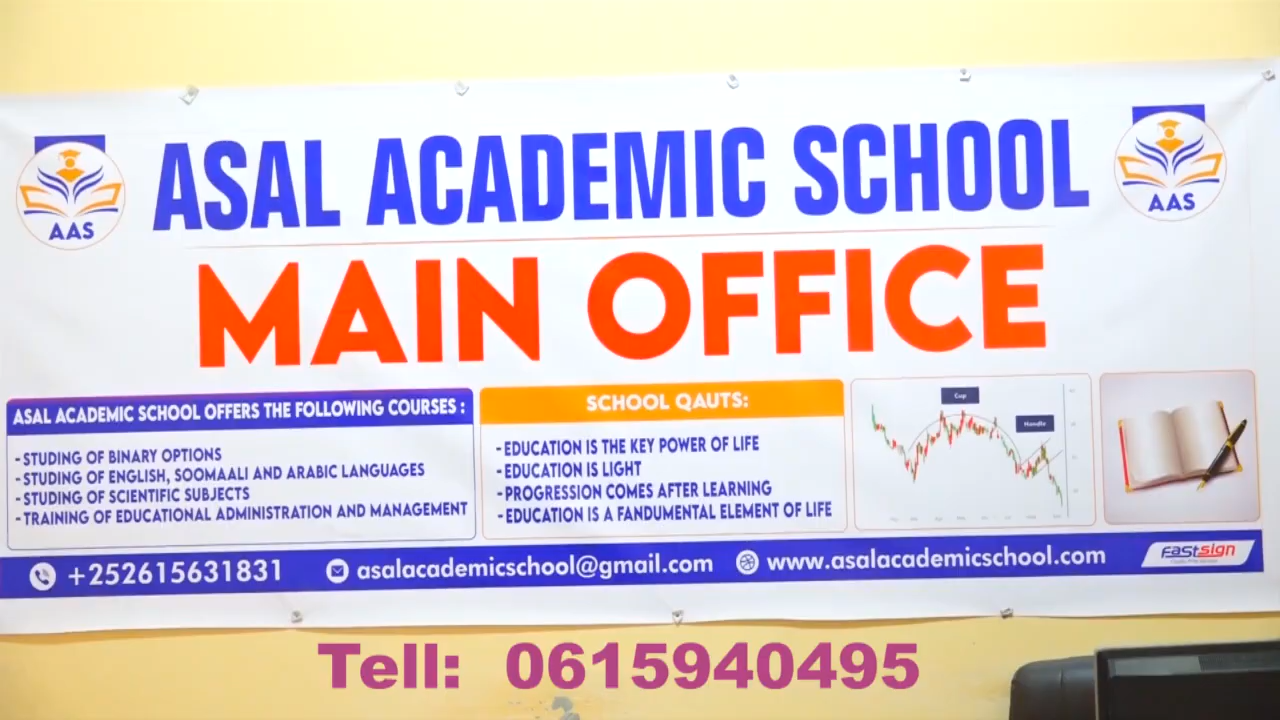 ASAL ACADEMIC SCHOOL
AAS
AAS
MAIN OFFICE
ASAL ACADEMIC SCHOOL OFFERS THE FOLLOWING COURSES :
- STUDING OF BINARY OPTIONS
- STUDING OF ENGLISH, SOOMAALI AND ARABIC LANGUAGES
- STUDING OF SCIENTIFIC SUBJECTS
- TRAINING OF EDUCATIONAL ADMINISTRATION AND MANAGEMENT
SCHOOL QAUTS:
- EDUCATION IS THE KEY POWER OF LIFE
- EDUCATION IS LIGHT
- PROGRESSION COMES AFTER LEARNING
- EDUCATION IS A FANDUMENTAL ELEMENT OF LIFE
Cup
Handle
+252615631831
asalacademicschool@gmail.com
www.asalacademicschool.com
Fastsign
Tell: 0615940495